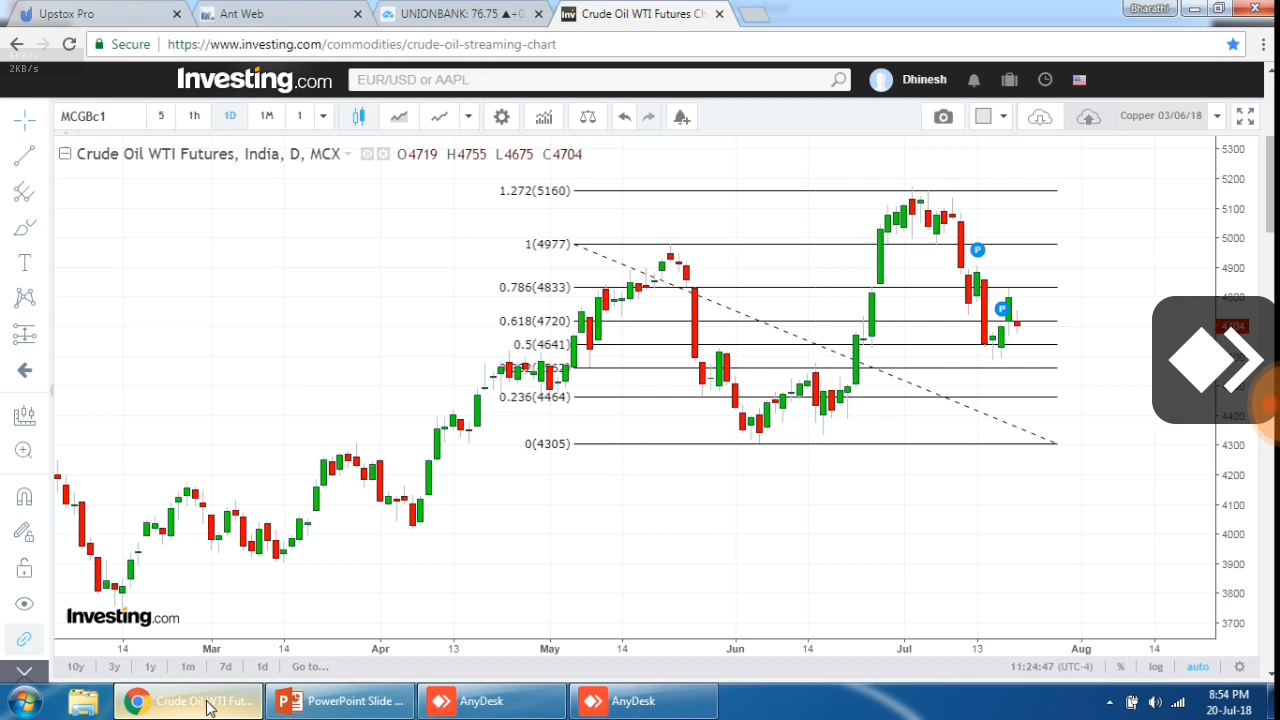 Upstox Pro
Ant Web
UNIONBANK: 76.75 ▲+0
Crude Oil WTI Futures Ch
Bharathi
Secure
https://www.investing.com/commodities/crude-oil-streaming-chart
2KB/s
Investing.com
EUR/USD or AAPL
Dhinesh
MCGBc1
5
1h
1D
1M
1
Copper 03/06/18
Crude Oil WTI Futures, India, D, MCX
O4719 H4755 L4675 C4704
1.272(5160)
1(4977)
0.786(4833)
0.618(4720)
0.5(4641)
0.236(4464)
0(4305)
P
P
5300
5200
5100
5000
4900
4800
4704
4400
4300
4200
4100
4000
3900
3800
3700
Investing.com
14
Mar
14
Apr
13
May
14
Jun
14
Jul
13
Aug
14
10y
3y
1y
1m
7d
1d
Go to...
11:24:47 (UTC-4)
%
log
auto
Crude Oil WTI Fut...
PowerPoint Slide ...
AnyDesk
AnyDesk
8:54 PM
20-Jul-18